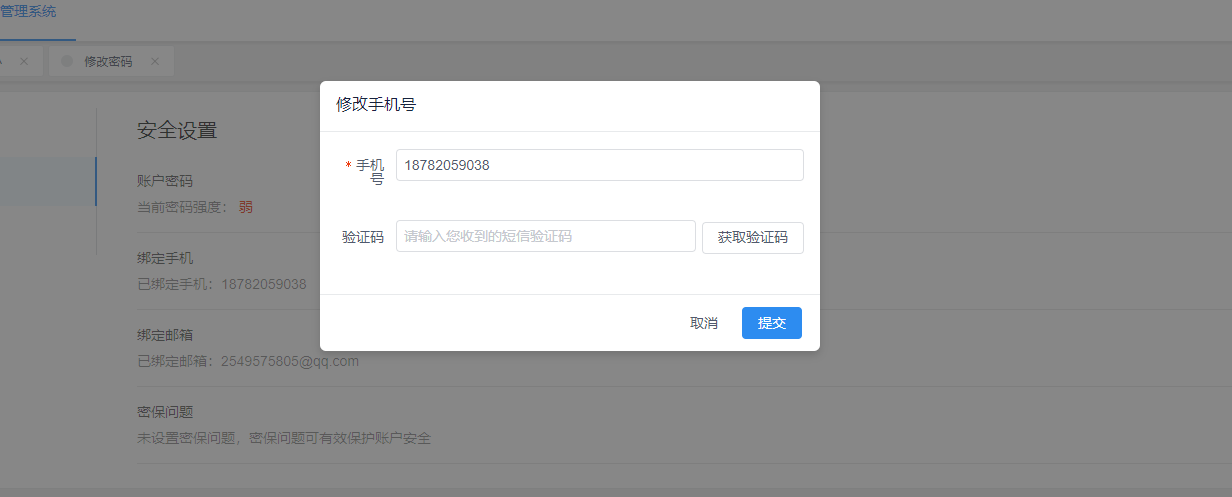 管理系统
修改密码
修改手机号
* 手机号
18782059038
验证码
请输入您收到的短信验证码
获取验证码
取消
提交
安全设置
账户密码
当前密码强度： 弱
绑定手机
已绑定手机：18782059038
绑定邮箱
已绑定邮箱：2549575805@qq.com
密保问题
未设置密保问题，密保问题可有效保护账户安全